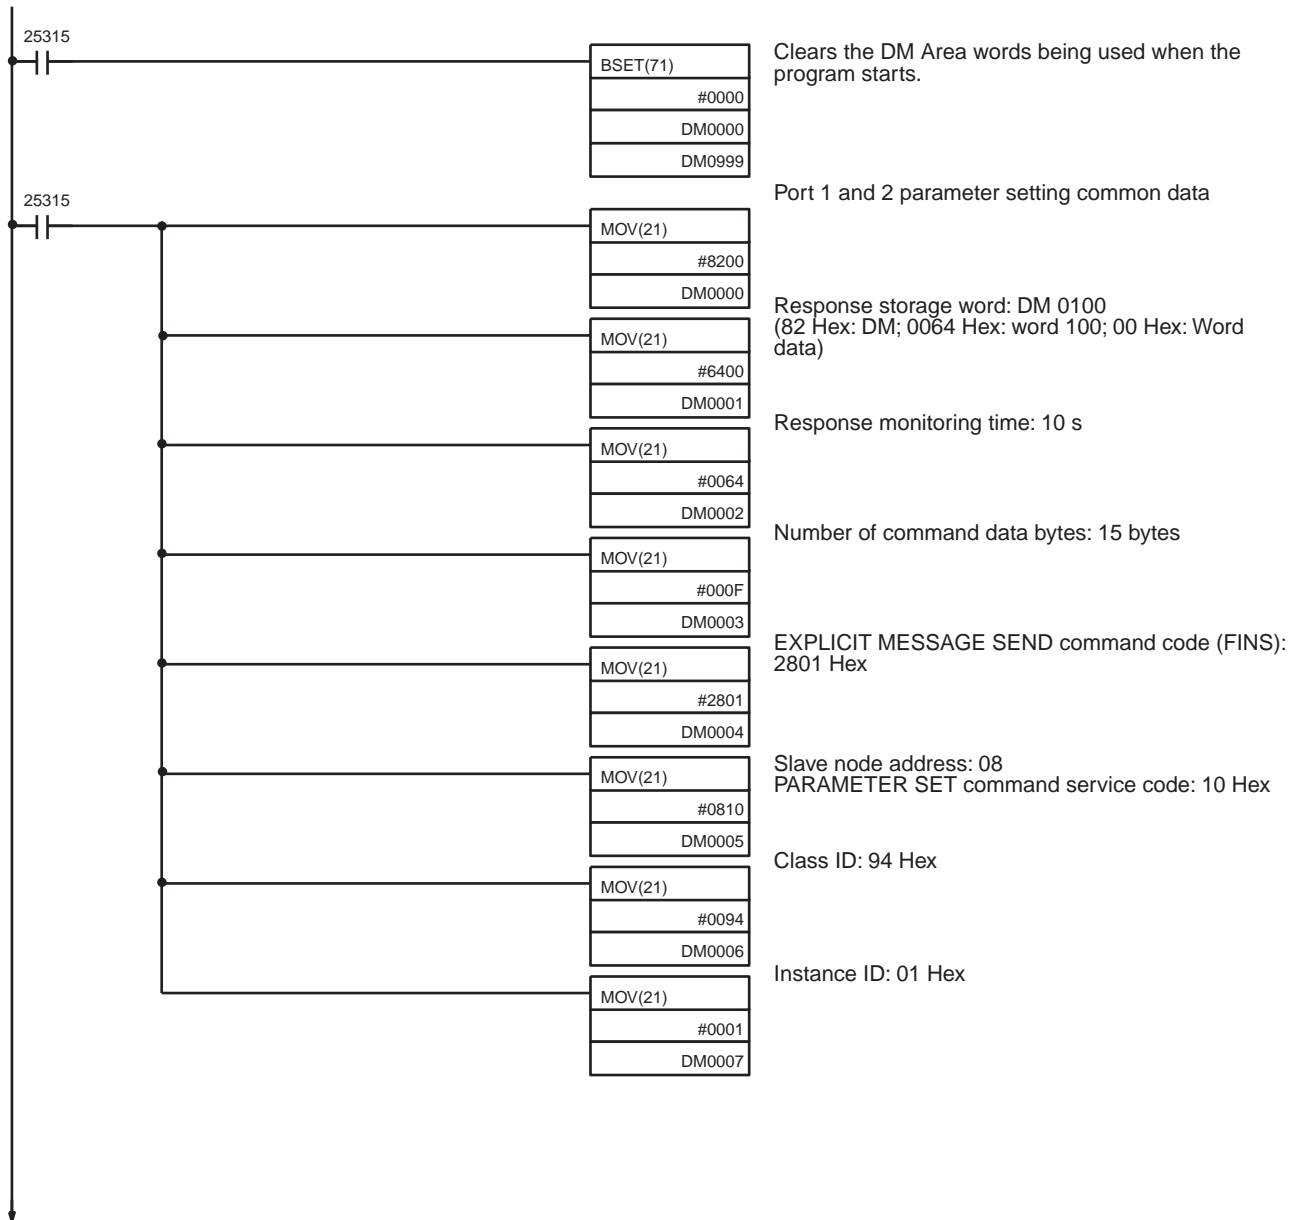 25315
BSET(71)
#0000
DM0000
DM0999
Clears the DM Area words being used when the
program starts.
25315
Port 1 and 2 parameter setting common data
MOV(21)
#8200
DM0000
Response storage word: DM 0100
(82 Hex: DM; 0064 Hex: word 100; 00 Hex: Word
data)
MOV(21)
#6400
DM0001
Response monitoring time: 10 s
MOV(21)
#0064
DM0002
Number of command data bytes: 15 bytes
MOV(21)
#000F
DM0003
EXPLICIT MESSAGE SEND command code (FINS):
2801 Hex
MOV(21)
#2801
DM0004
Slave node address: 08
PARAMETER SET command service code: 10 Hex
MOV(21)
#0810
DM0005
Class ID: 94 Hex
MOV(21)
#0094
DM0006
Instance ID: 01 Hex
MOV(21)
#0001
DM0007